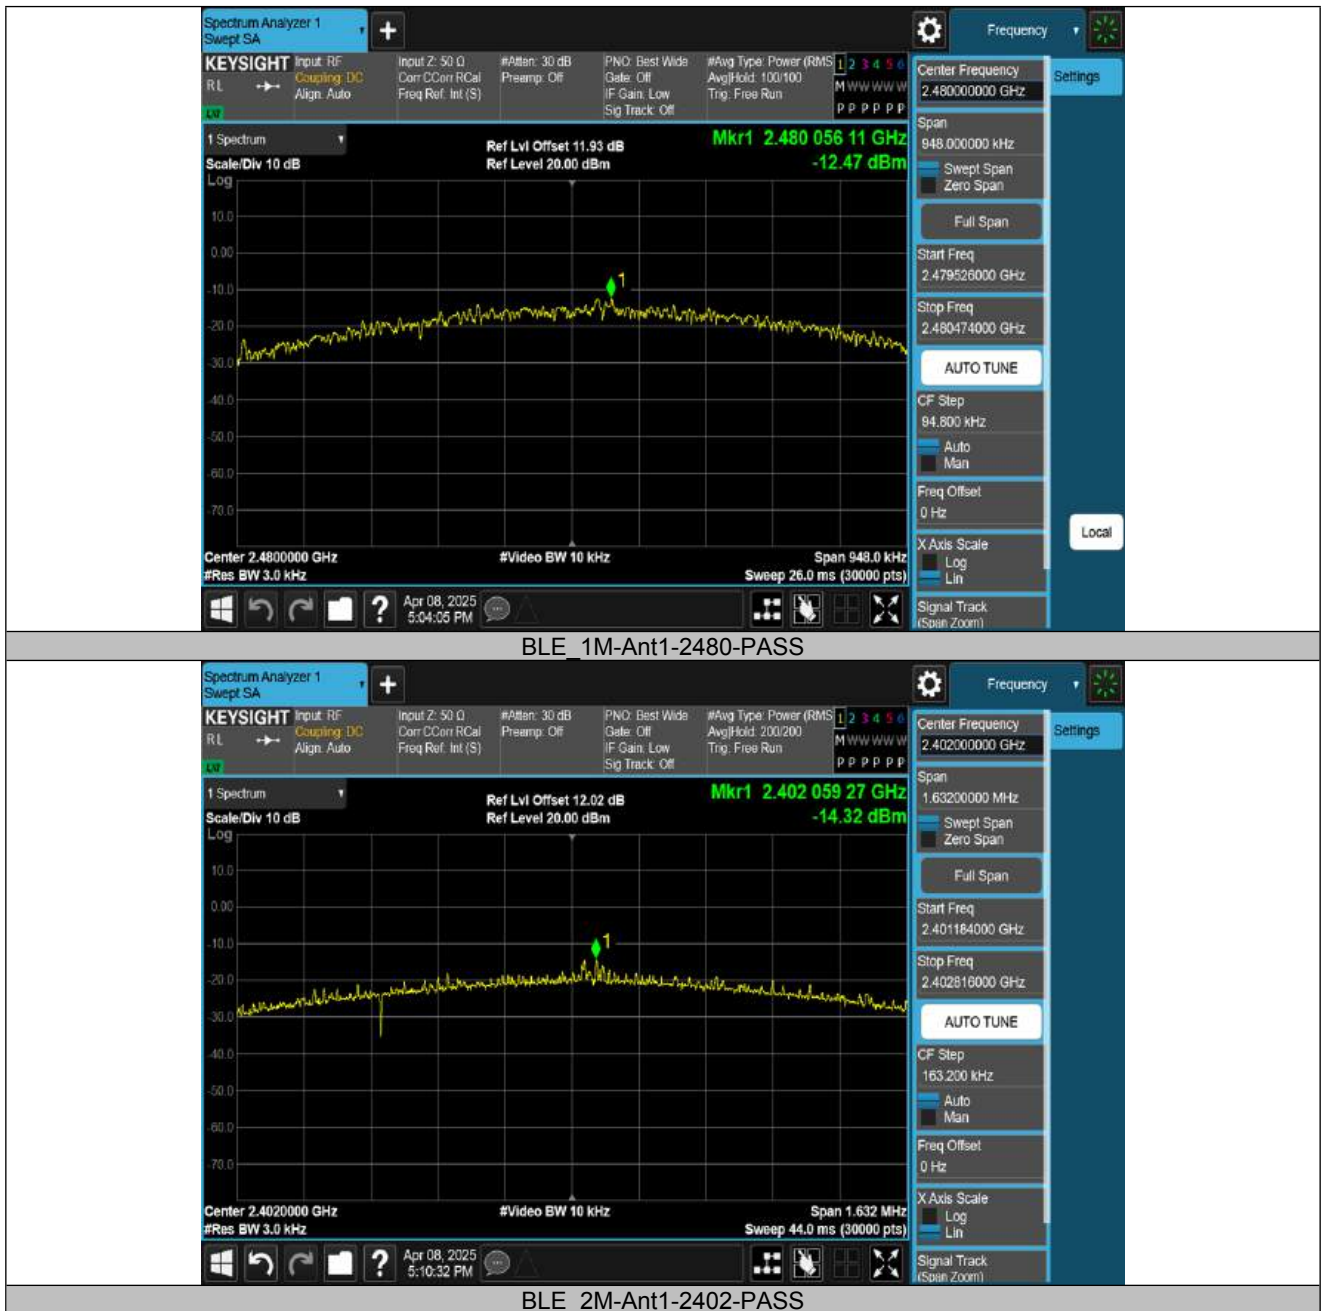 Spectrum Analyzer 1
Swept SA
Frequency
KEYSIGHT
RL
LXI
Input: RF
Coupling: DC
Align: Auto
Input Z: 50 Ω
Corr CCorr RCal
Freq Ref: Int (S)
#Atten: 30 dB
Preamp: Off
PNO: Best Wide
Gate: Off
IF Gain: Low
Sig Track: Off
#Avg Type: Power (RMS
Avg|Hold: 100/100
Trig: Free Run
1 2 3 4 5 6
M W W W W W
P P P P P P
1 Spectrum
Scale/Div 10 dB
Ref Lvl Offset 11.93 dB
Ref Level 20.00 dBm
Mkr1 2.480 056 11 GHz
-12.47 dBm
Log
10.0
0.00
-10.0
-20.0
-30.0
-40.0
-50.0
-60.0
-70.0
1
Center 2.4800000 GHz
#Res BW 3.0 kHz
#Video BW 10 kHz
Span 948.0 kHz
Sweep 26.0 ms (30000 pts)
Apr 08, 2025
5:04:05 PM
Center Frequency
2.480000000 GHz
Settings
Span
948.000000 kHz
Swept Span
Zero Span
Full Span
Start Freq
2.479526000 GHz
Stop Freq
2.480474000 GHz
AUTO TUNE
CF Step
94.800 kHz
Auto
Man
Freq Offset
0 Hz
X Axis Scale
Log
Lin
Signal Track
(Span Zoom)
Local
BLE_1M-Ant1-2480-PASS
Spectrum Analyzer 1
Swept SA
Frequency
KEYSIGHT
RL
LXI
Input: RF
Coupling: DC
Align: Auto
Input Z: 50 Ω
Corr CCorr RCal
Freq Ref: Int (S)
#Atten: 30 dB
Preamp: Off
PNO: Best Wide
Gate: Off
IF Gain: Low
Sig Track: Off
#Avg Type: Power (RMS
Avg|Hold: 200/200
Trig: Free Run
1 2 3 4 5 6
M W W W W W
P P P P P P
1 Spectrum
Scale/Div 10 dB
Ref Lvl Offset 12.02 dB
Ref Level 20.00 dBm
Mkr1 2.402 059 27 GHz
-14.32 dBm
Log
10.0
0.00
-10.0
-20.0
-30.0
-40.0
-50.0
-60.0
-70.0
1
Center 2.4020000 GHz
#Res BW 3.0 kHz
#Video BW 10 kHz
Span 1.632 MHz
Sweep 44.0 ms (30000 pts)
Apr 08, 2025
5:10:32 PM
Center Frequency
2.402000000 GHz
Settings
Span
1.63200000 MHz
Swept Span
Zero Span
Full Span
Start Freq
2.401184000 GHz
Stop Freq
2.402816000 GHz
AUTO TUNE
CF Step
163.200 kHz
Auto
Man
Freq Offset
0 Hz
X Axis Scale
Log
Lin
Signal Track
(Span Zoom)
BLE_2M-Ant1-2402-PASS